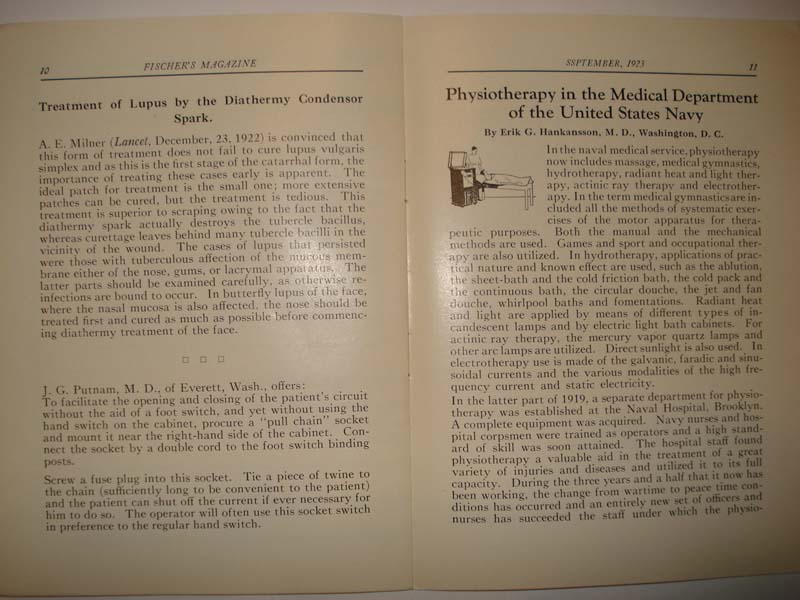 10
FISCHER'S MAGAZINE
Treatment of Lupus by the Diathermy Condensor
Spark.
A. E. Milner (Lancet, December, 23, 1922) is convinced that
this form of treatment does not fail to cure lupus vulgaris
simplex and as this is the first stage of the catarrhal form, the
importance of treating these cases early is apparent. The
ideal patch for treatment is the small one; more extensive
patches can be cured, but the treatment is tedious. This
treatment is superior to scraping owing to the fact that the
diathermy spark actually destroys the tubercle bacillus,
whereas curettage leaves behind many tubercle bacilli in the
vicinity of the wound. The cases of lupus that persisted
were those with tuberculous affection of the mucous mem-
brane either of the nose, gums, or lacrymal apparatus. The
latter parts should be examined carefully, as otherwise re-
infections are bound to occur. In butterfly lupus of the face,
where the nasal mucosa is also affected, the nose should be
treated first and cured as much as possible before commenc-
ing diathermy treatment of the face.
J. G. Putnam, M. D., of Everett, Wash., offers:
To facilitate the opening and closing of the patient's circuit
without the aid of a foot switch, and yet without using the
hand switch on the cabinet, procure a "pull chain" socket
and mount it near the right-hand side of the cabinet. Con-
nect the socket by a double cord to the foot switch binding
posts.
Screw a fuse plug into this socket. Tie a piece of twine to
the chain (sufficiently long to be convenient to the patient)
and the patient can shut off the current if ever necessary for
him to do so. The operator will often use this socket switch
in preference to the regular hand switch.
SSPTEMBER, 1923
11
Physiotherapy in the Medical Department
of the United States Navy
By Erik G. Hankansson, M. D., Washington, D. C.
In the naval medical service, physiotherapy
now includes massage, medical gymnastics,
hydrotherapy, radiant heat and light ther-
apy, actinic ray therapy and electrother-
apy. In the term medical gymnastics are in-
cluded all the methods of systematic exer-
cises of the motor apparatus for thera-
peutic purposes. Both the manual and the mechanical
methods are used. Games and sport and occupational ther-
apy are also utilized. In hydrotherapy, applications of prac-
tical nature and known effect are used, such as the ablution,
the sheet-bath and the cold friction bath, the cold pack and
the continuous bath, the circular douche, the jet and fan
douche, whirlpool baths and fomentations. Radiant heat
and light are applied by means of different types of in-
candescent lamps and by electric light bath cabinets. For
actinic ray therapy, the mercury vapor quartz lamps and
other arc lamps are utilized. Direct sunlight is also used. In
electrotherapy use is made of the galvanic, faradic and sinu-
soidal currents and the various modalities of the high fre-
quency current and static electricity.
In the latter part of 1919, a separate department for physio-
therapy was established at the Naval Hospital, Brooklyn.
A complete equipment was acquired. Navy nurses and hos-
pital corpsmen were trained as operators and a high stand-
ard of skill was soon attained. The hospital staff found
physiotherapy a valuable aid in the treatment of a great
variety of injuries and diseases and utilized it to its full
capacity. During the three years and a half that it now has
been working, the change from wartime to peace time con-
ditions has occurred and an entirely new set of officers and
nurses has succeeded the staff under which the physio-